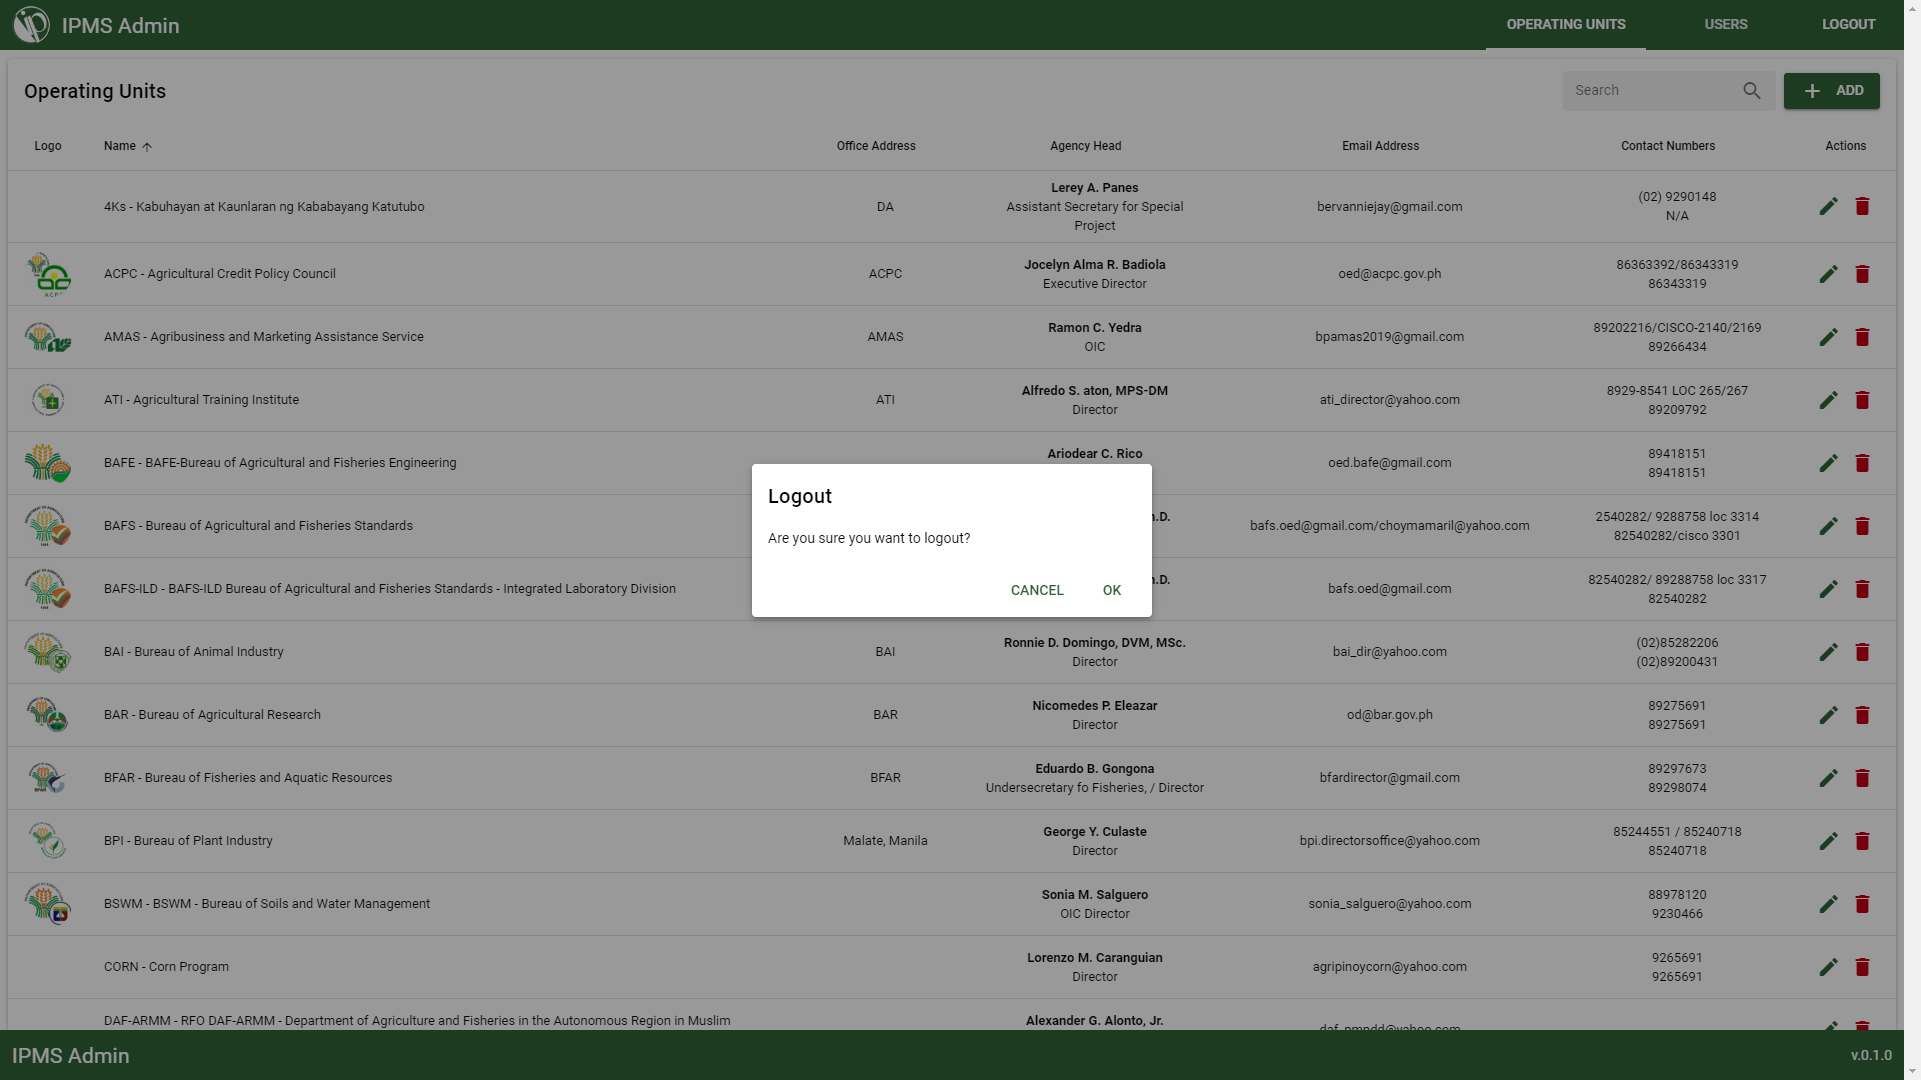 IPMS Admin
OPERATING UNITS
USERS
LOGOUT
Operating Units
Search
ADD
Logo
Name
Office Address
Agency Head
Email Address
Contact Numbers
Actions
4Ks - Kabuhayan at Kaunlaran ng Kababayang Katutubo
DA
Lerey A. Panes
Assistant Secretary for Special
Project
bervanniejay@gmail.com
(02) 9290148
N/A
ACPC - Agricultural Credit Policy Council
ACPC
Jocelyn Alma R. Badiola
Executive Director
oed@acpc.gov.ph
86363392/86343319
86343319
AMAS - Agribusiness and Marketing Assistance Service
AMAS
Ramon C. Yedra
OIC
bpamas2019@gmail.com
89202216/CISCO-2140/2169
89266434
ATI - Agricultural Training Institute
ATI
Alfredo S. aton, MPS-DM
Director
ati_director@yahoo.com
8929-8541 LOC 265/267
89209792
BAFE - BAFE-Bureau of Agricultural and Fisheries Engineering
Ariodear C. Rico
oed.bafe@gmail.com
89418151
89418151
BAFS - Bureau of Agricultural and Fisheries Standards
.D.
bafs.oed@gmail.com/choymamaril@yahoo.com
2540282/ 9288758 loc 3314
82540282/cisco 3301
BAFS-ILD - BAFS-ILD Bureau of Agricultural and Fisheries Standards - Integrated Laboratory Division
.D.
bafs.oed@gmail.com
82540282/ 89288758 loc 3317
82540282
Logout
Are you sure you want to logout?
CANCEL
OK
BAI - Bureau of Animal Industry
BAI
Ronnie D. Domingo, DVM, MSc.
Director
bai_dir@yahoo.com
(02)85282206
(02)89200431
BAR - Bureau of Agricultural Research
BAR
Nicomedes P. Eleazar
Director
od@bar.gov.ph
89275691
89275691
BFAR - Bureau of Fisheries and Aquatic Resources
BFAR
Eduardo B. Gongona
Undersecretary fo Fisheries, / Director
bfardirector@gmail.com
89297673
89298074
BPI - Bureau of Plant Industry
Malate, Manila
George Y. Culaste
Director
bpi.directorsoffice@yahoo.com
85244551 / 85240718
85240718
BSWM - BSWM - Bureau of Soils and Water Management
Sonia M. Salguero
OIC Director
sonia_salguero@yahoo.com
88978120
9230466
CORN - Corn Program
Lorenzo M. Caranguian
Director
agripinoycorn@yahoo.com
9265691
9265691
DAF-ARMM - RFO DAF-ARMM - Department of Agriculture and Fisheries in the Autonomous Region in Muslim
Alexander G. Alonto, Jr.
IPMS Admin
v.0.1.0